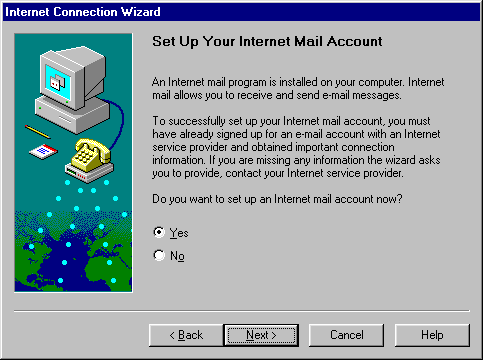 Internet Connection Wizard
Set Up Your Internet Mail Account
An Internet mail program is installed on your computer. Internet
mail allows you to receive and send e-mail messages.
To successfully set up your Internet mail account, you must
have already signed up for an e-mail account with an Internet
service provider and obtained important connection
information. If you are missing any information the wizard asks
you to provide, contact your Internet service provider.
Do you want to set up an Internet mail account now?
Yes
No
< Back
Next >
Cancel
Help